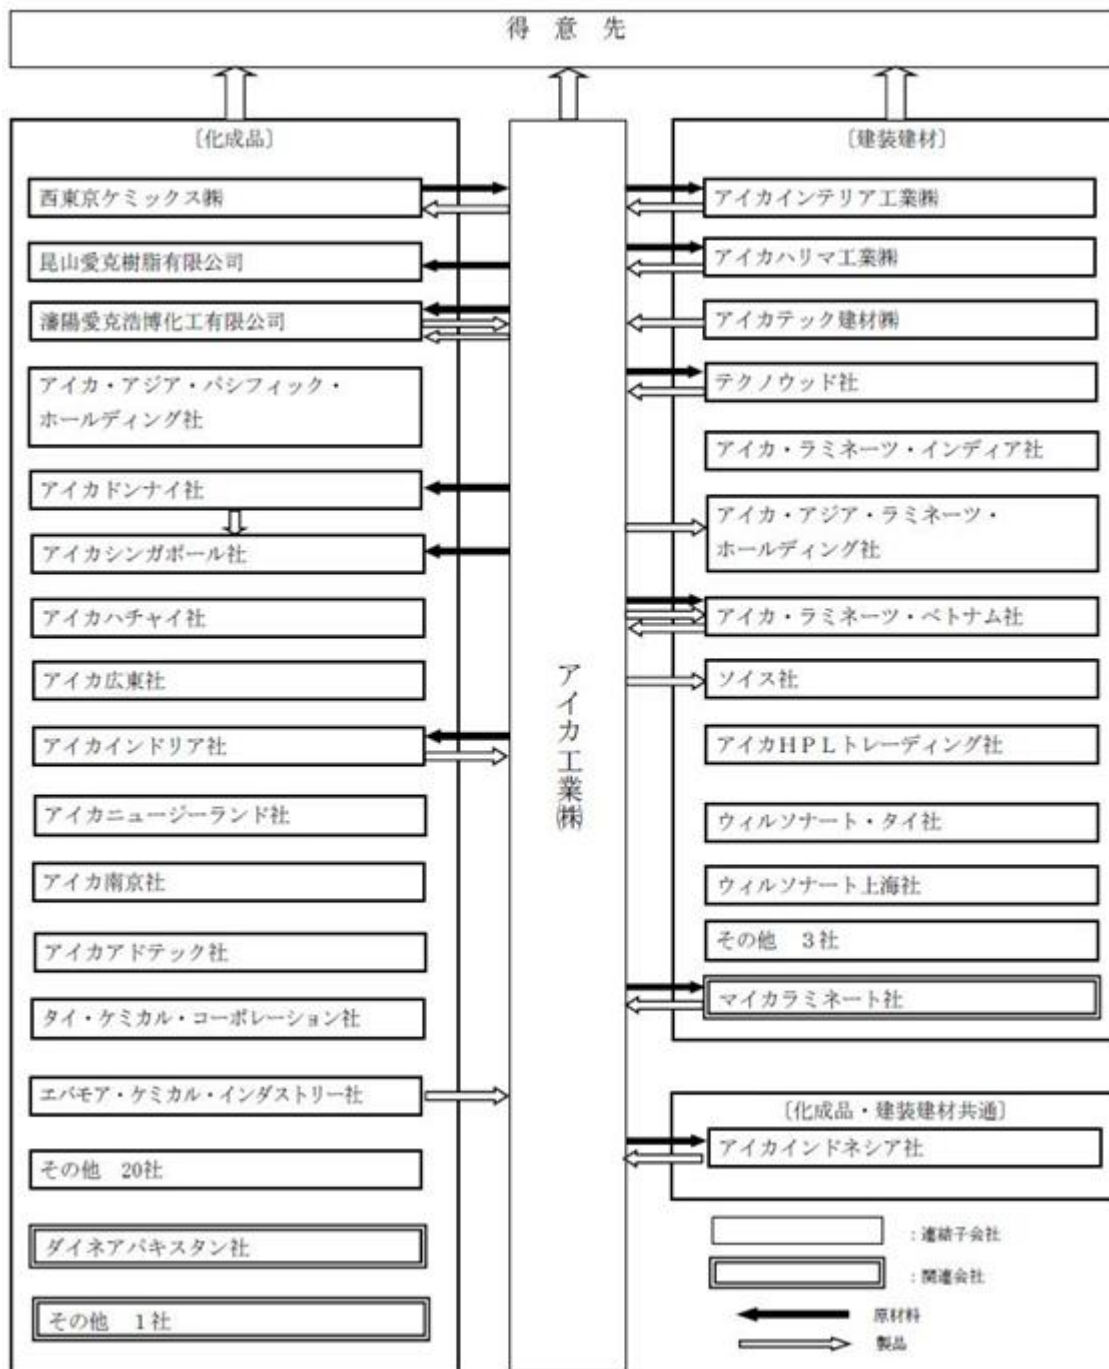 得意先
〔化成品〕
西東京ケミックス㈱
昆山愛克樹脂有限公司
瀋陽愛克浩博化工有限公司
アイカ・アジア・パシフィック・
ホールディング社
アイカドンナイ社
アイカシンガポール社
アイカハチャイ社
アイカ広東社
アイカインドリア社
アイカニュージーランド社
アイカ南京社
アイカアドテック社
タイ・ケミカル・コーポレーション社
エバモア・ケミカル・インダストリー社
その他　20社
ダイネアパキスタン社
その他　１社
アイカ工業㈱
〔建装建材〕
アイカインテリア工業㈱
アイカハリマ工業㈱
アイカテック建材㈱
テクノウッド社
アイカ・ラミネーツ・インディア社
アイカ・アジア・ラミネーツ・
ホールディング社
アイカ・ラミネーツ・ベトナム社
ソイス社
アイカＨＰＬトレーディング社
ウィルソナート・タイ社
ウィルソナート上海社
その他　３社
マイカラミネート社
〔化成品・建装建材共通〕
アイカインドネシア社
：連結子会社
：関連会社
原材料
製品